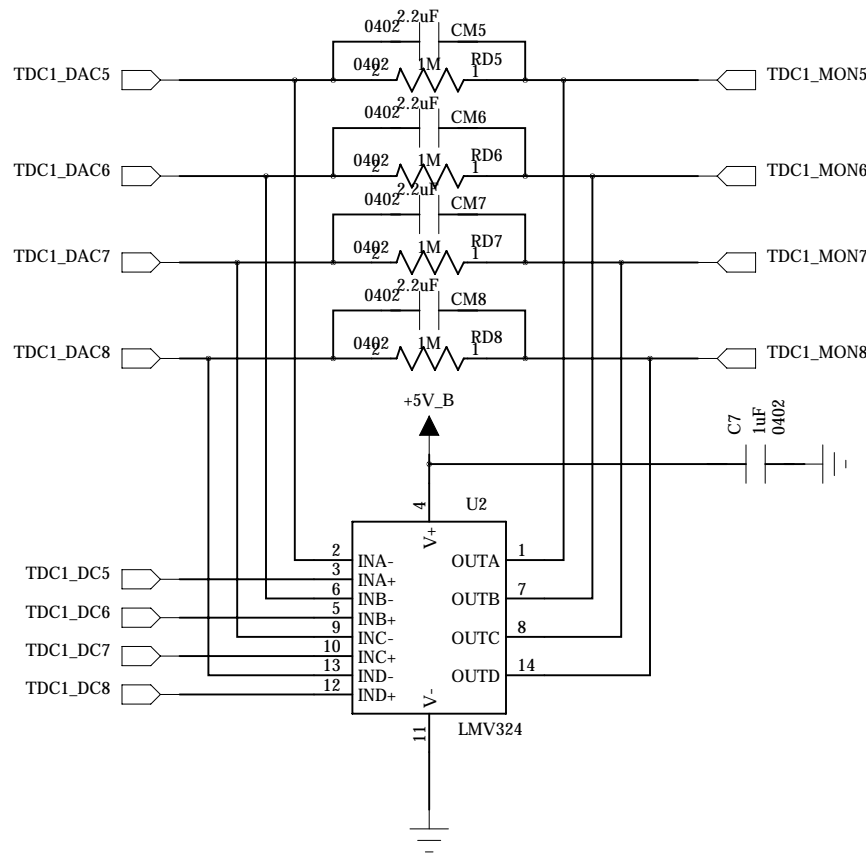 2.2uF
0402 CM5
TDC1_DAC5 0402 1M RD5 TDC1_MON5
2 1
2.2uF
0402 CM6
TDC1_DAC6 0402 1M RD6 TDC1_MON6
2 1
2.2uF
0402 CM7
TDC1_DAC7 0402 1M RD7 TDC1_MON7
2 1
2.2uF
0402 CM8
TDC1_DAC8 0402 1M RD8 TDC1_MON8
2 1
+5V_B
C7
1uF
0402
4
U2
V+
2 INA- OUTA 1
TDC1_DC5 3 INA+
6 INB- OUTB 7
TDC1_DC6 5 INB+
9 INC- OUTC 8
TDC1_DC7 10 INC+
13 IND- OUTD 14
TDC1_DC8 12 IND+
V-
11
LMV324